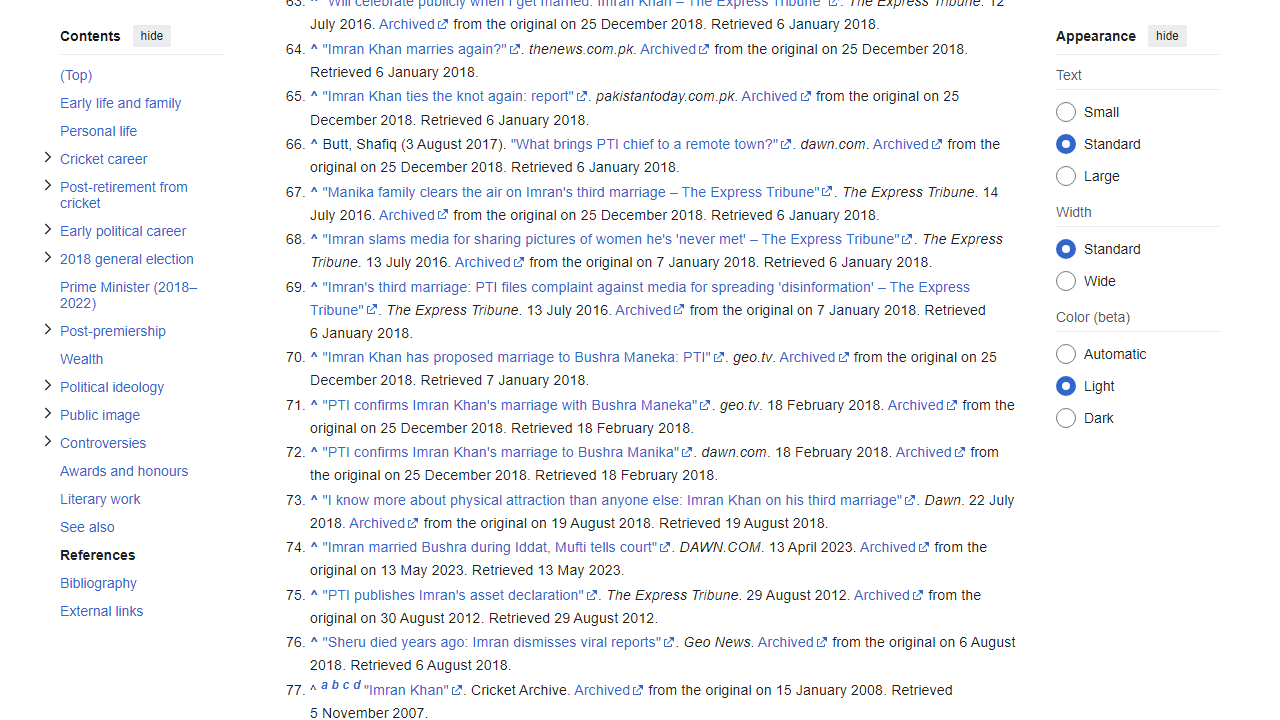 Contents hide
(Top)
Early life and family
Personal life
Cricket career
Post-retirement from
cricket
Early political career
2018 general election
Prime Minister (2018–
2022)
Post-premiership
Wealth
Political ideology
Public image
Controversies
Awards and honours
Literary work
See also
References
Bibliography
External links
63. ^ "Will celebrate publicly when I get married: Imran Khan – The Express Tribune". The Express Tribune. 12
July 2016. Archived from the original on 25 December 2018. Retrieved 6 January 2018.
64. ^ "Imran Khan marries again?". thenews.com.pk. Archived from the original on 25 December 2018.
Retrieved 6 January 2018.
65. ^ "Imran Khan ties the knot again: report". pakistantoday.com.pk. Archived from the original on 25
December 2018. Retrieved 6 January 2018.
66. ^ Butt, Shafiq (3 August 2017). "What brings PTI chief to a remote town?". dawn.com. Archived from the
original on 25 December 2018. Retrieved 6 January 2018.
67. ^ "Manika family clears the air on Imran's third marriage – The Express Tribune". The Express Tribune. 14
July 2016. Archived from the original on 25 December 2018. Retrieved 6 January 2018.
68. ^ "Imran slams media for sharing pictures of women he's 'never met' – The Express Tribune". The Express
Tribune. 13 July 2016. Archived from the original on 7 January 2018. Retrieved 6 January 2018.
69. ^ "Imran's third marriage: PTI files complaint against media for spreading 'disinformation' – The Express
Tribune". The Express Tribune. 13 July 2016. Archived from the original on 7 January 2018. Retrieved
6 January 2018.
70. ^ "Imran Khan has proposed marriage to Bushra Maneka: PTI". geo.tv. Archived from the original on 25
December 2018. Retrieved 7 January 2018.
71. ^ "PTI confirms Imran Khan's marriage with Bushra Maneka". geo.tv. 18 February 2018. Archived from the
original on 25 December 2018. Retrieved 18 February 2018.
72. ^ "PTI confirms Imran Khan's marriage to Bushra Manika". dawn.com. 18 February 2018. Archived from
the original on 25 December 2018. Retrieved 18 February 2018.
73. ^ "I know more about physical attraction than anyone else: Imran Khan on his third marriage". Dawn. 22 July
2018. Archived from the original on 19 August 2018. Retrieved 19 August 2018.
74. ^ "Imran married Bushra during Iddat, Mufti tells court". DAWN.COM. 13 April 2023. Archived from the
original on 13 May 2023. Retrieved 13 May 2023.
75. ^ "PTI publishes Imran's asset declaration". The Express Tribune. 29 August 2012. Archived from the
original on 30 August 2012. Retrieved 29 August 2012.
76. ^ "Sheru died years ago: Imran dismisses viral reports". Geo News. Archived from the original on 6 August
2018. Retrieved 6 August 2018.
77. ^ a b c d "Imran Khan". Cricket Archive. Archived from the original on 15 January 2008. Retrieved
5 November 2007.
Appearance hide
Text
Small
Standard
Large
Width
Standard
Wide
Color (beta)
Automatic
Light
Dark